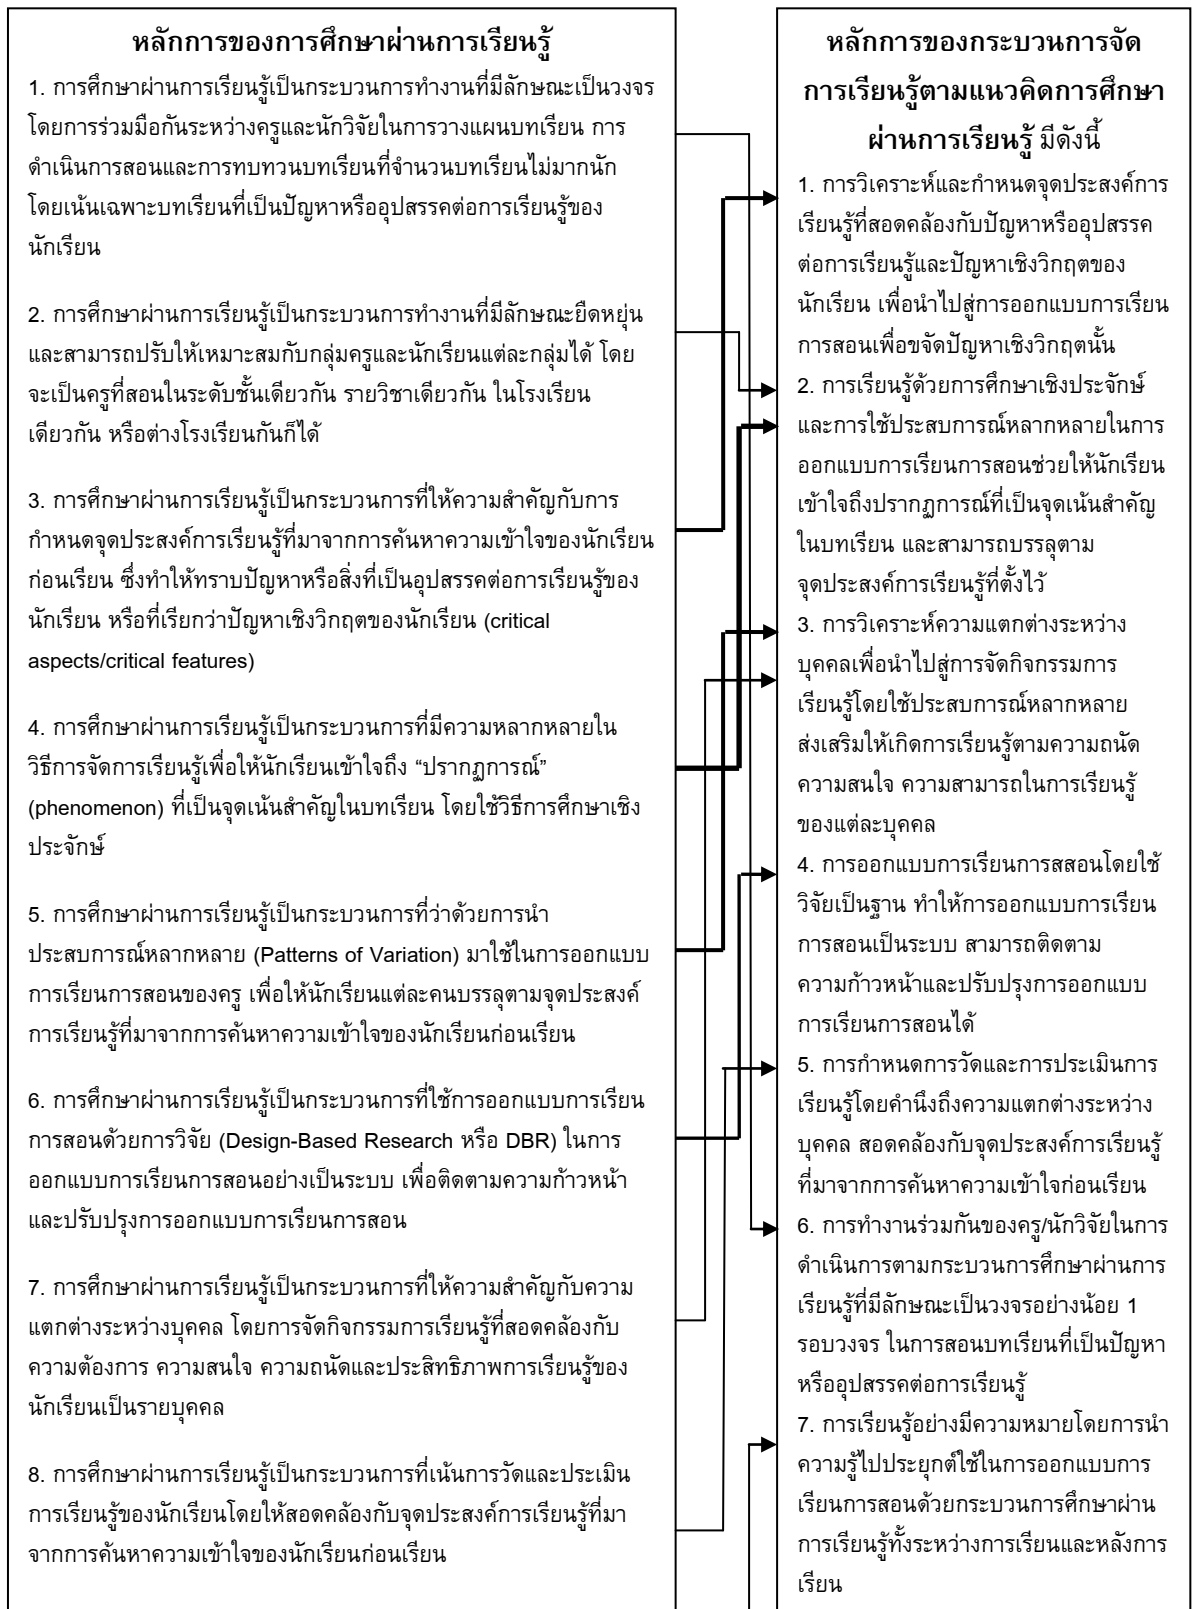 หลักการของการศึกษาผ่านการเรียนรู้
1. การศึกษาผ่านการเรียนรู้เป็นกระบวนการทำงานที่มีลักษณะเป็นวงจร
โดยการร่วมมือกันระหว่างครูและนักวิจัยในการวางแผนบทเรียน การ
ดำเนินการสอนและการทบทวนบทเรียนที่จำนวนบทเรียนไม่มากนัก
โดยเน้นเฉพาะบทเรียนที่เป็นปัญหาหรืออุปสรรคต่อการเรียนรู้ของ
นักเรียน
2. การศึกษาผ่านการเรียนรู้เป็นกระบวนการทำงานที่มีลักษณะยืดหยุ่น
และสามารถปรับให้เหมาะสมกับกลุ่มครูและนักเรียนแต่ละกลุ่มได้ โดย
จะเป็นครูที่สอนในระดับชั้นเดียวกัน รายวิชาเดียวกัน ในโรงเรียน
เดียวกัน หรือต่างโรงเรียนกันก็ได้
3. การศึกษาผ่านการเรียนรู้เป็นกระบวนการที่ให้ความสำคัญกับการ
กำหนดจุดประสงค์การเรียนรู้ที่มาจากการค้นหาความเข้าใจของนักเรียน
ก่อนเรียน ซึ่งทำให้ทราบปัญหาหรือสิ่งที่เป็นอุปสรรคต่อการเรียนรู้ของ
นักเรียน หรือที่เรียกว่าปัญหาเชิงวิกฤตของนักเรียน (critical
aspects/critical features)
4. การศึกษาผ่านการเรียนรู้เป็นกระบวนการที่มีความหลากหลายใน
วิธีการจัดการเรียนรู้เพื่อให้นักเรียนเข้าใจถึง “ปรากฏการณ์”
(phenomenon) ที่เป็นจุดเน้นสำคัญในบทเรียน โดยใช้วิธีการศึกษาเชิง
ประจักษ์
5. การศึกษาผ่านการเรียนรู้เป็นกระบวนการที่ว่าด้วยการนำ
ประสบการณ์หลากหลาย (Patterns of Variation) มาใช้ในการออกแบบ
การเรียนการสอนของครู เพื่อให้นักเรียนแต่ละคนบรรลุตามจุดประสงค์
การเรียนรู้ที่มาจากการค้นหาความเข้าใจของนักเรียนก่อนเรียน
6. การศึกษาผ่านการเรียนรู้เป็นกระบวนการที่ใช้การออกแบบการเรียน
การสอนด้วยการวิจัย (Design-Based Research หรือ DBR) ในการ
ออกแบบการเรียนการสอนอย่างเป็นระบบ เพื่อติดตามความก้าวหน้า
และปรับปรุงการออกแบบการเรียนการสอน
7. การศึกษาผ่านการเรียนรู้เป็นกระบวนการที่ให้ความสำคัญกับความ
แตกต่างระหว่างบุคคล โดยการจัดกิจกรรมการเรียนรู้ที่สอดคล้องกับ
ความต้องการ ความสนใจ ความถนัดและประสิทธิภาพการเรียนรู้ของ
นักเรียนเป็นรายบุคคล
8. การศึกษาผ่านการเรียนรู้เป็นกระบวนการที่เน้นการวัดและประเมิน
การเรียนรู้ของนักเรียนโดยให้สอดคล้องกับจุดประสงค์การเรียนรู้ที่มา
จากการค้นหาความเข้าใจของนักเรียนก่อนเรียน
หลักการของกระบวนการจัด
การเรียนรู้ตามแนวคิดการศึกษา
ผ่านการเรียนรู้ มีดังนี้
1. การวิเคราะห์และกำหนดจุดประสงค์การ
เรียนรู้ที่สอดคล้องกับปัญหาหรืออุปสรรค
ต่อการเรียนรู้และปัญหาเชิงวิกฤตของ
นักเรียน เพื่อนำไปสู่การออกแบบการเรียน
การสอนเพื่อขจัดปัญหาเชิงวิกฤตนั้น
2. การเรียนรู้ด้วยการศึกษาเชิงประจักษ์
และการใช้ประสบการณ์หลากหลายในการ
ออกแบบการเรียนการสอนช่วยให้นักเรียน
เข้าใจถึงปรากฏการณ์ที่เป็นจุดเน้นสำคัญ
ในบทเรียน และสามารถบรรลุตาม
จุดประสงค์การเรียนรู้ที่ตั้งไว้
3. การวิเคราะห์ความแตกต่างระหว่าง
บุคคลเพื่อนำไปสู่การจัดกิจกรรมการ
เรียนรู้โดยใช้ประสบการณ์หลากหลาย
ส่งเสริมให้เกิดการเรียนรู้ตามความถนัด
ความสนใจ ความสามารถในการเรียนรู้
ของแต่ละบุคคล
4. การออกแบบการเรียนการสสอนโดยใช้
วิจัยเป็นฐาน ทำให้การออกแบบการเรียน
การสอนเป็นระบบ สามารถติดตาม
ความก้าวหน้าและปรับปรุงการออกแบบ
การเรียนการสอนได้
5. การกำหนดการวัดและการประเมินการ
เรียนรู้โดยคำนึงถึงความแตกต่างระหว่าง
บุคคล สอดคล้องกับจุดประสงค์การเรียนรู้
ที่มาจากการค้นหาความเข้าใจก่อนเรียน
6. การทำงานร่วมกันของครู/นักวิจัยในการ
ดำเนินการตามกระบวนการศึกษาผ่านการ
เรียนรู้ที่มีลักษณะเป็นวงจรอย่างน้อย 1
รอบวงจร ในการสอนบทเรียนที่เป็นปัญหา
หรืออุปสรรคต่อการเรียนรู้
7. การเรียนรู้อย่างมีความหมายโดยการนำ
ความรู้ไปประยุกต์ใช้ในการออกแบบการ
เรียนการสอนด้วยกระบวนการศึกษาผ่าน
การเรียนรู้ทั้งระหว่างการเรียนและหลังการ
เรียน